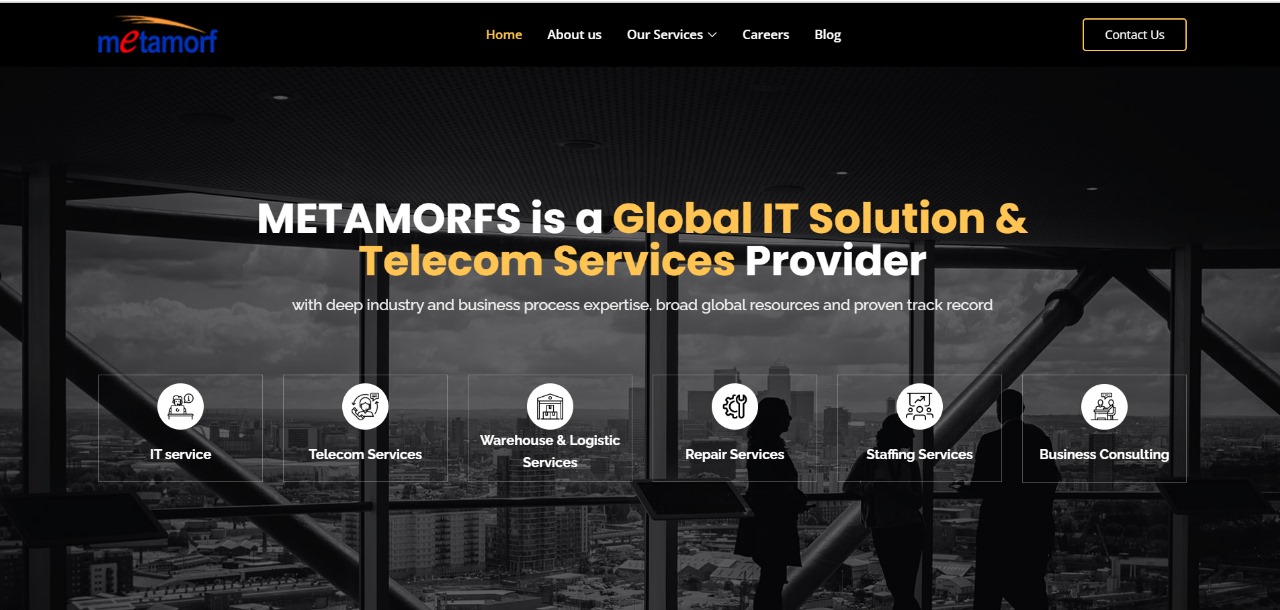 metamorf
Home About us Our Services Careers Blog Contact Us
METAMORFS is a Global IT Solution &
Telecom Services Provider
with deep industry and business process expertise, broad global resources and proven track record
IT service
Telecom Services
Warehouse & Logistic
Services
Repair Services
Staffing Services
Business Consulting